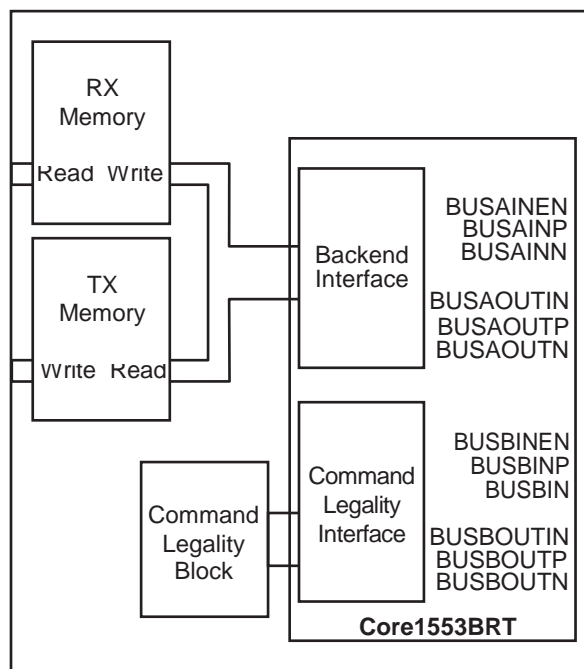 RX
Memory
Read Write
TX
Memory
Write Read
Backend
Interface
BUSAINEN
BUSAINP
BUSAINN
BUSAOUTIN
BUSAOUTP
BUSAOUTN
Command
Legality
Block
Command
Legality
Interface
BUSBINEN
BUSBINP
BUSBIN
BUSBOUTIN
BUSBOUTP
BUSBOUTN
Core1553BRT